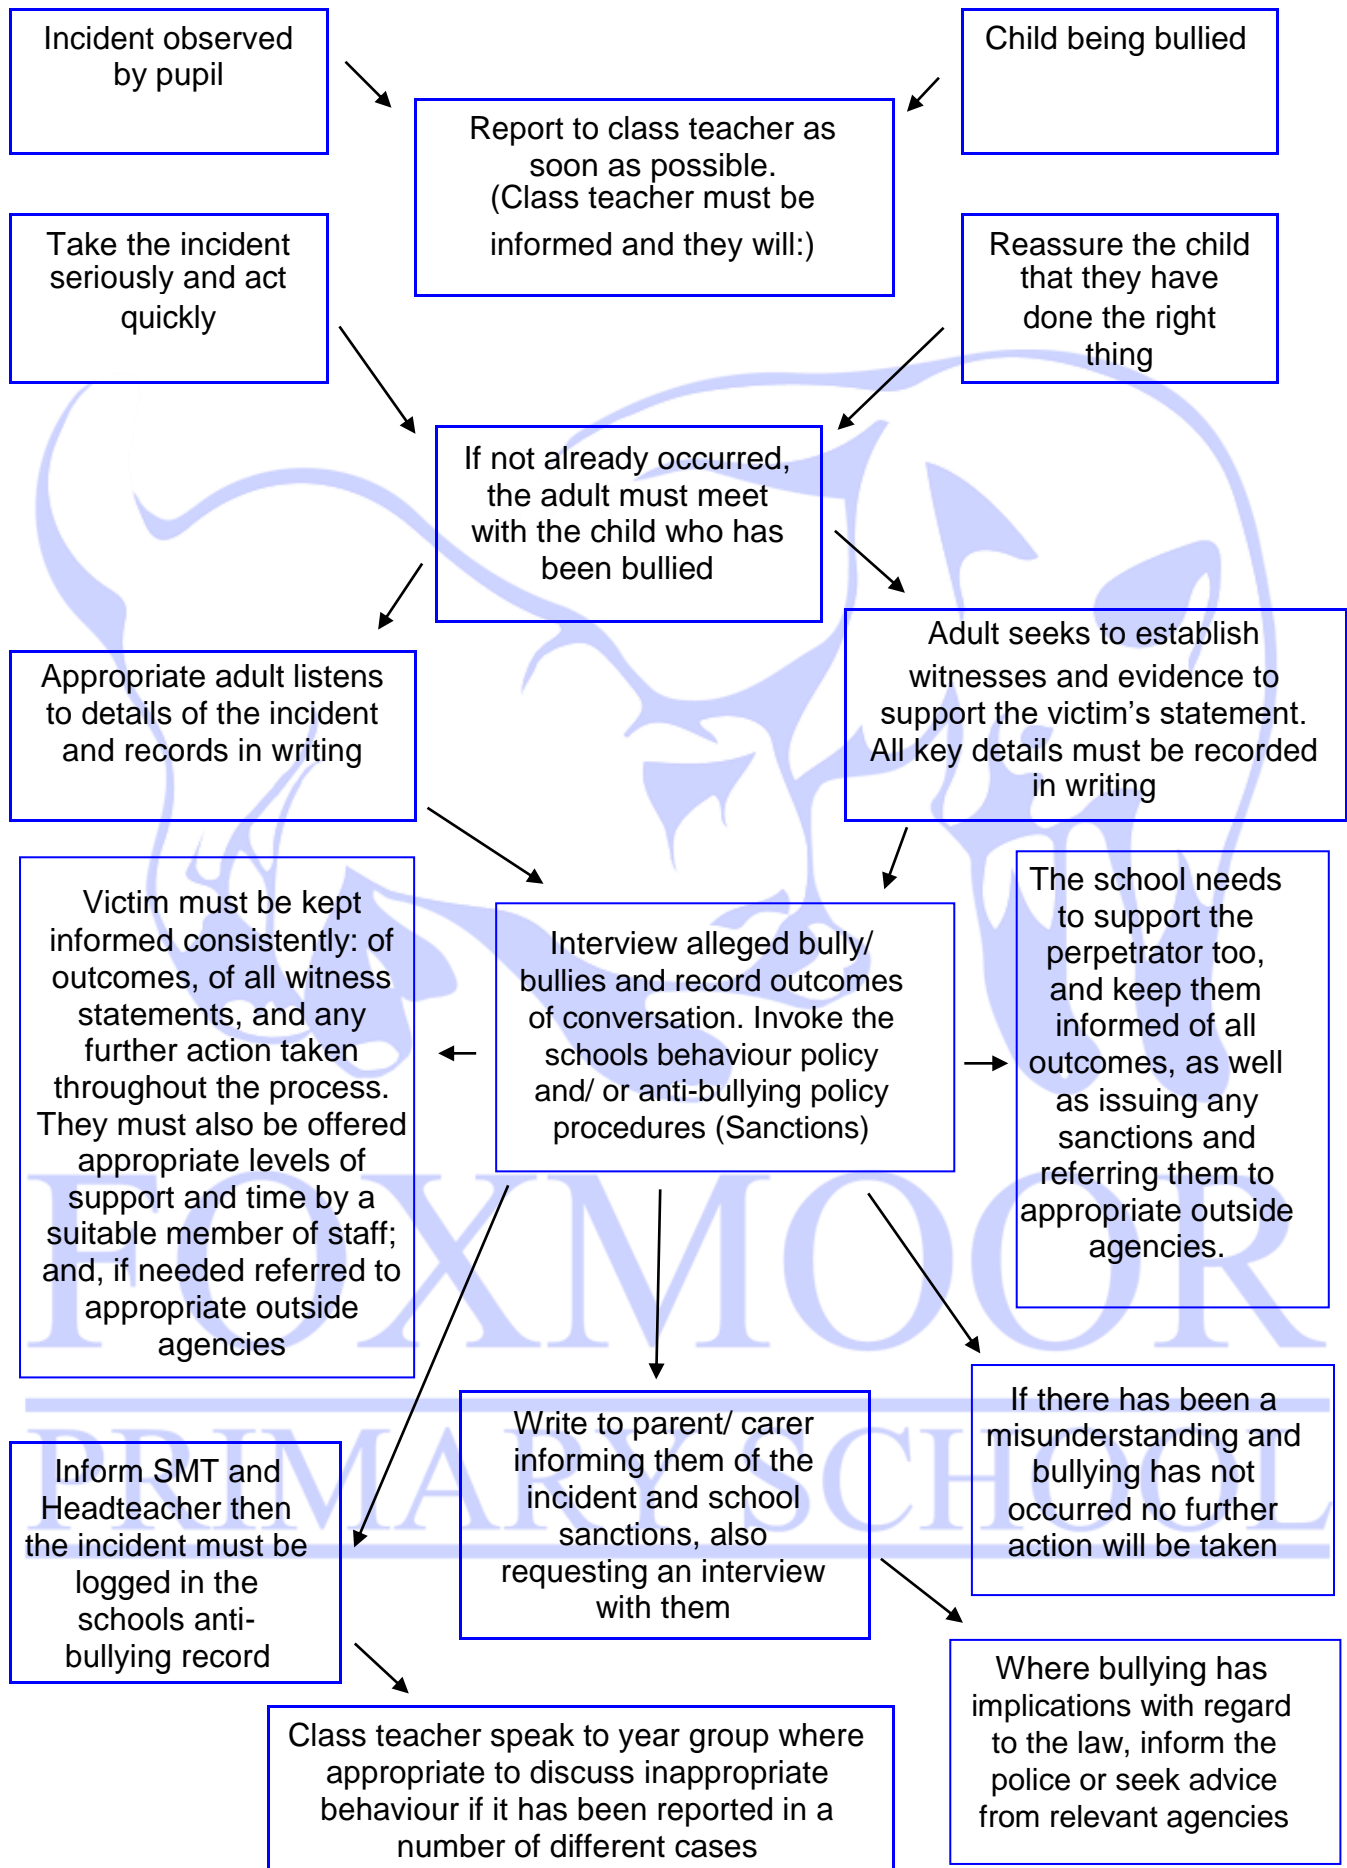 Incident observed
by pupil
Child being bullied
Report to class teacher as
soon as possible.
(Class teacher must be
informed and they will:)
Take the incident
seriously and act
quickly
Reassure the child
that they have
done the right
thing
If not already occurred,
the adult must meet
with the child who has
been bullied
Appropriate adult listens
to details of the incident
and records in writing
Adult seeks to establish
witnesses and evidence to
support the victim’s statement.
All key details must be recorded
in writing
Victim must be kept
informed consistently: of
outcomes, of all witness
statements, and any
further action taken
throughout the process.
They must also be offered
appropriate levels of
support and time by a
suitable member of staff;
and, if needed referred to
appropriate outside
agencies
Interview alleged bully/
bullies and record outcomes
of conversation. Invoke the
schools behaviour policy
and/ or anti-bullying policy
procedures (Sanctions)
The school needs
to support the
perpetrator too,
and keep them
informed of all
outcomes, as well
as issuing any
sanctions and
referring them to
appropriate outside
agencies.
FOXMOOR
PRIMARY SCHOOL
Inform SMT and
Headteacher then
the incident must be
logged in the
schools anti-
bullying record
Write to parent/ carer
informing them of the
incident and school
sanctions, also
requesting an interview
with them
If there has been a
misunderstanding and
bullying has not
occurred no further
action will be taken
Class teacher speak to year group where
appropriate to discuss inappropriate
behaviour if it has been reported in a
number of different cases
Where bullying has
implications with regard
to the law, inform the
police or seek advice
from relevant agencies